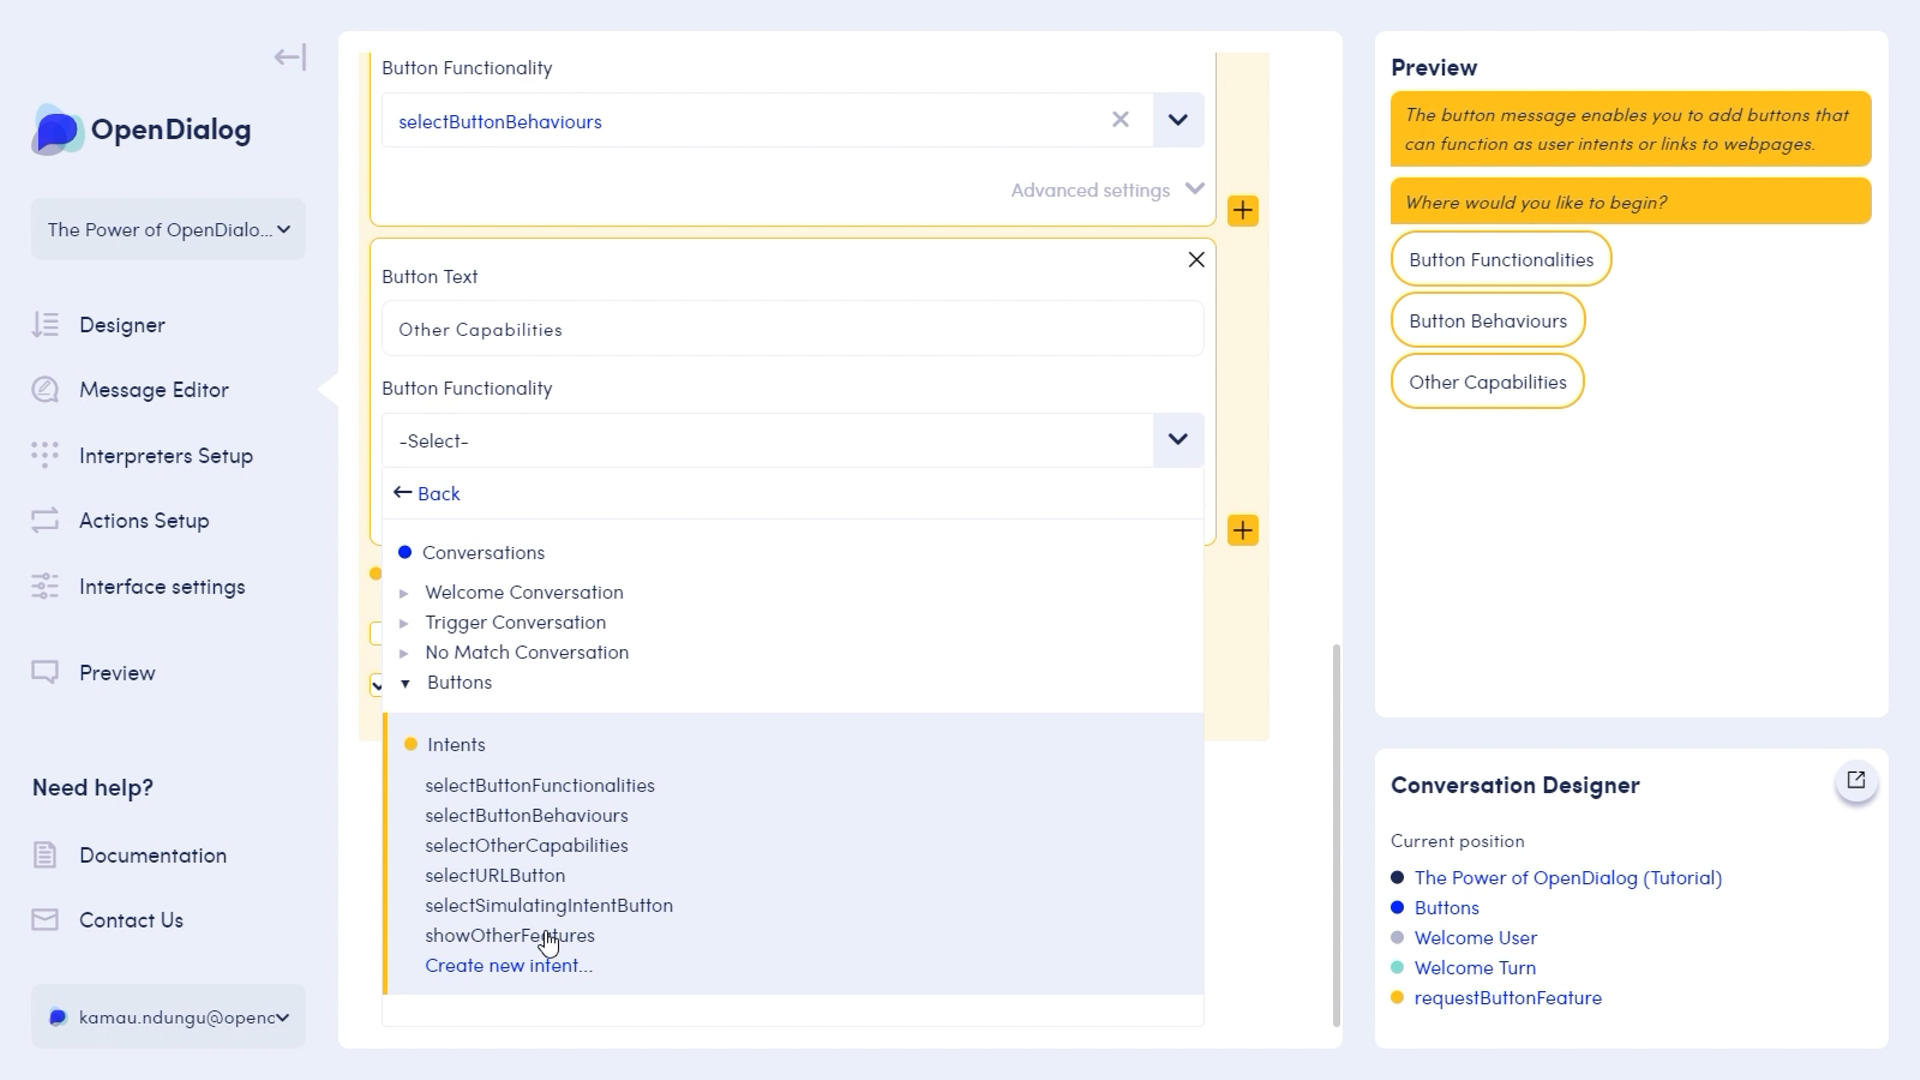 OpenDialog
The Power of OpenDialo...
Designer
Message Editor
Interpreters Setup
Actions Setup
Interface settings
Preview
Need help?
Documentation
Contact Us
kamau.ndungu@openc
Button Functionality
selectButtonBehaviours
Advanced settings
Button Text
Other Capabilities
Button Functionality
-Select-
Back
Conversations
Welcome Conversation
Trigger Conversation
No Match Conversation
Buttons
Intents
selectButtonFunctionalities
selectButtonBehaviours
selectOtherCapabilities
selectURLButton
selectSimulatingIntentButton
showOtherFeatures
Create new intent...
Preview
The button message enables you to add buttons that
can function as user intents or links to webpages.
Where would you like to begin?
Button Functionalities
Button Behaviours
Other Capabilities
Conversation Designer
Current position
The Power of OpenDialog (Tutorial)
Buttons
Welcome User
Welcome Turn
requestButtonFeature